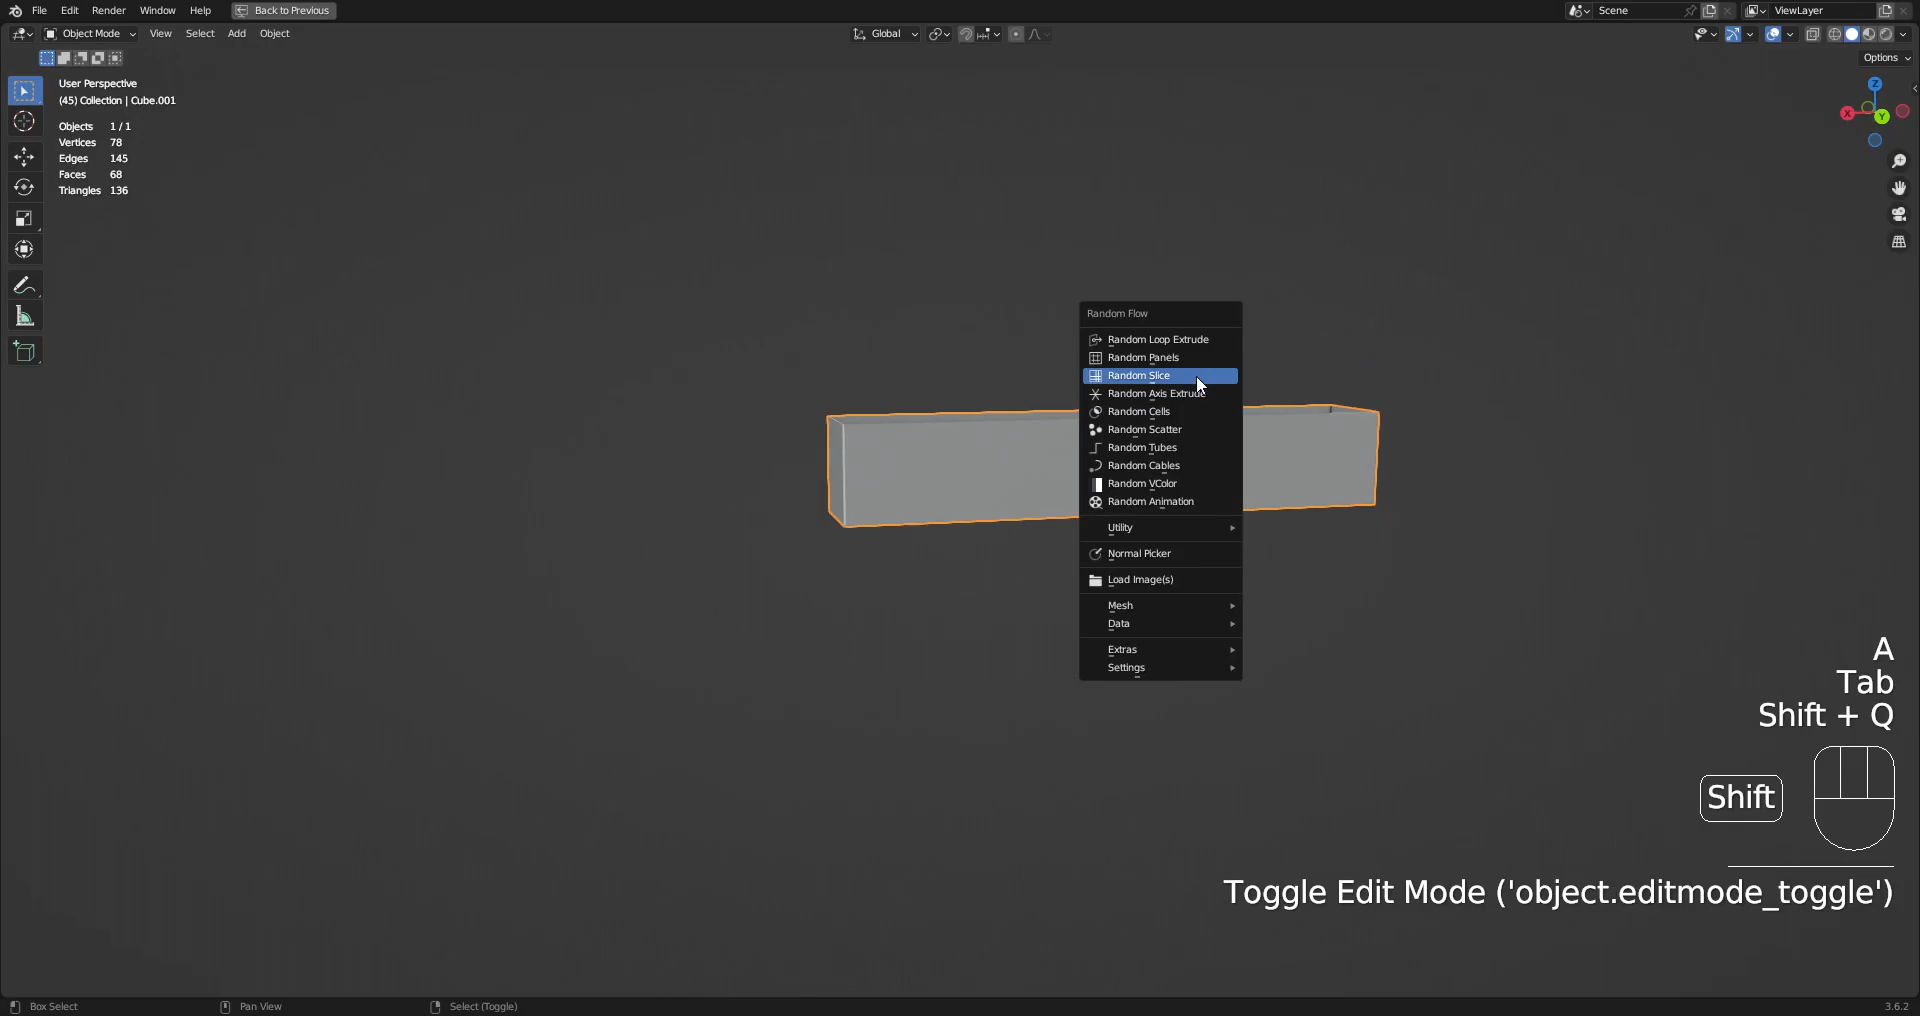 File Edit Render Window Help Back to Previous Scene ViewLayer
Object Mode View Select Add Object Global
Options
User Perspective
(45) Collection | Cube.001
Objects 1 / 1
Vertices 78
Edges 145
Faces 68
Triangles 136
Z
X
Y
Random Flow
Random Loop Extrude
Random Panels
Random Slice
Random Axis Extrude
Random Cells
Random Scatter
Random Tubes
Random Cables
Random VColor
Random Animation
Utility
Normal Picker
Load Image(s)
Mesh
Data
Extras
Settings
A
Tab
Shift + Q
Shift
Toggle Edit Mode ('object.editmode_toggle')
Box Select Pan View Select (Toggle) 3.6.2